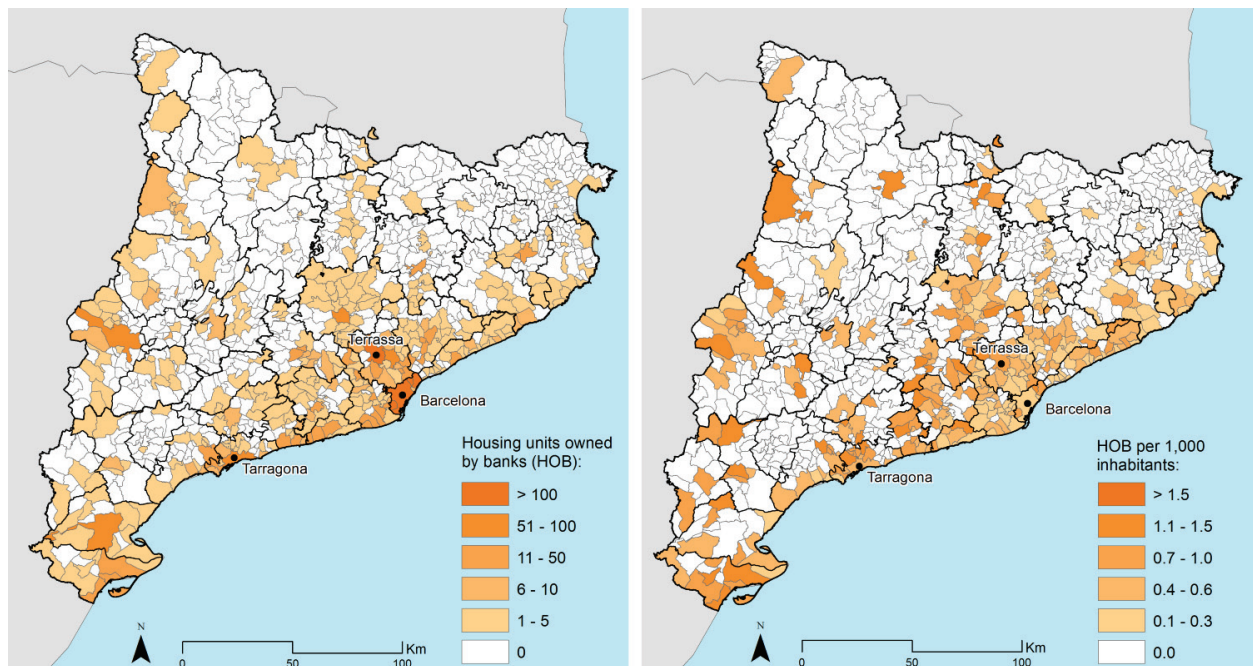 Terrassa
Barcelona
Tarragona
Housing units owned
by banks (HOB):
> 100
51 - 100
11 - 50
6 - 10
1 - 5
0
N
Km
0 50 100
Terrassa
Barcelona
Tarragona
HOB per 1,000
inhabitants:
> 1.5
1.1 - 1.5
0.7 - 1.0
0.4 - 0.6
0.1 - 0.3
0.0
N
Km
0 50 100